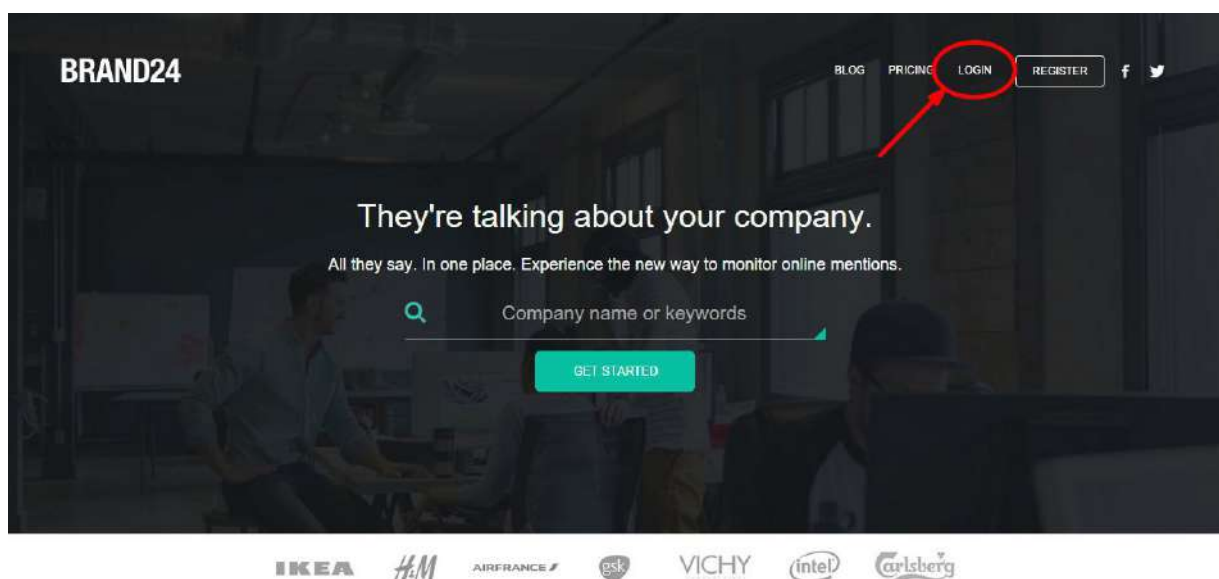 BRAND24
BLOG PRICING LOGIN REGISTER f
They're talking about your company.
All they say. In one place. Experience the new way to monitor online mentions.
Company name or keywords
GET STARTED
IKEA H&M AIRFRANCE gsk VICHY intel Carlsberg